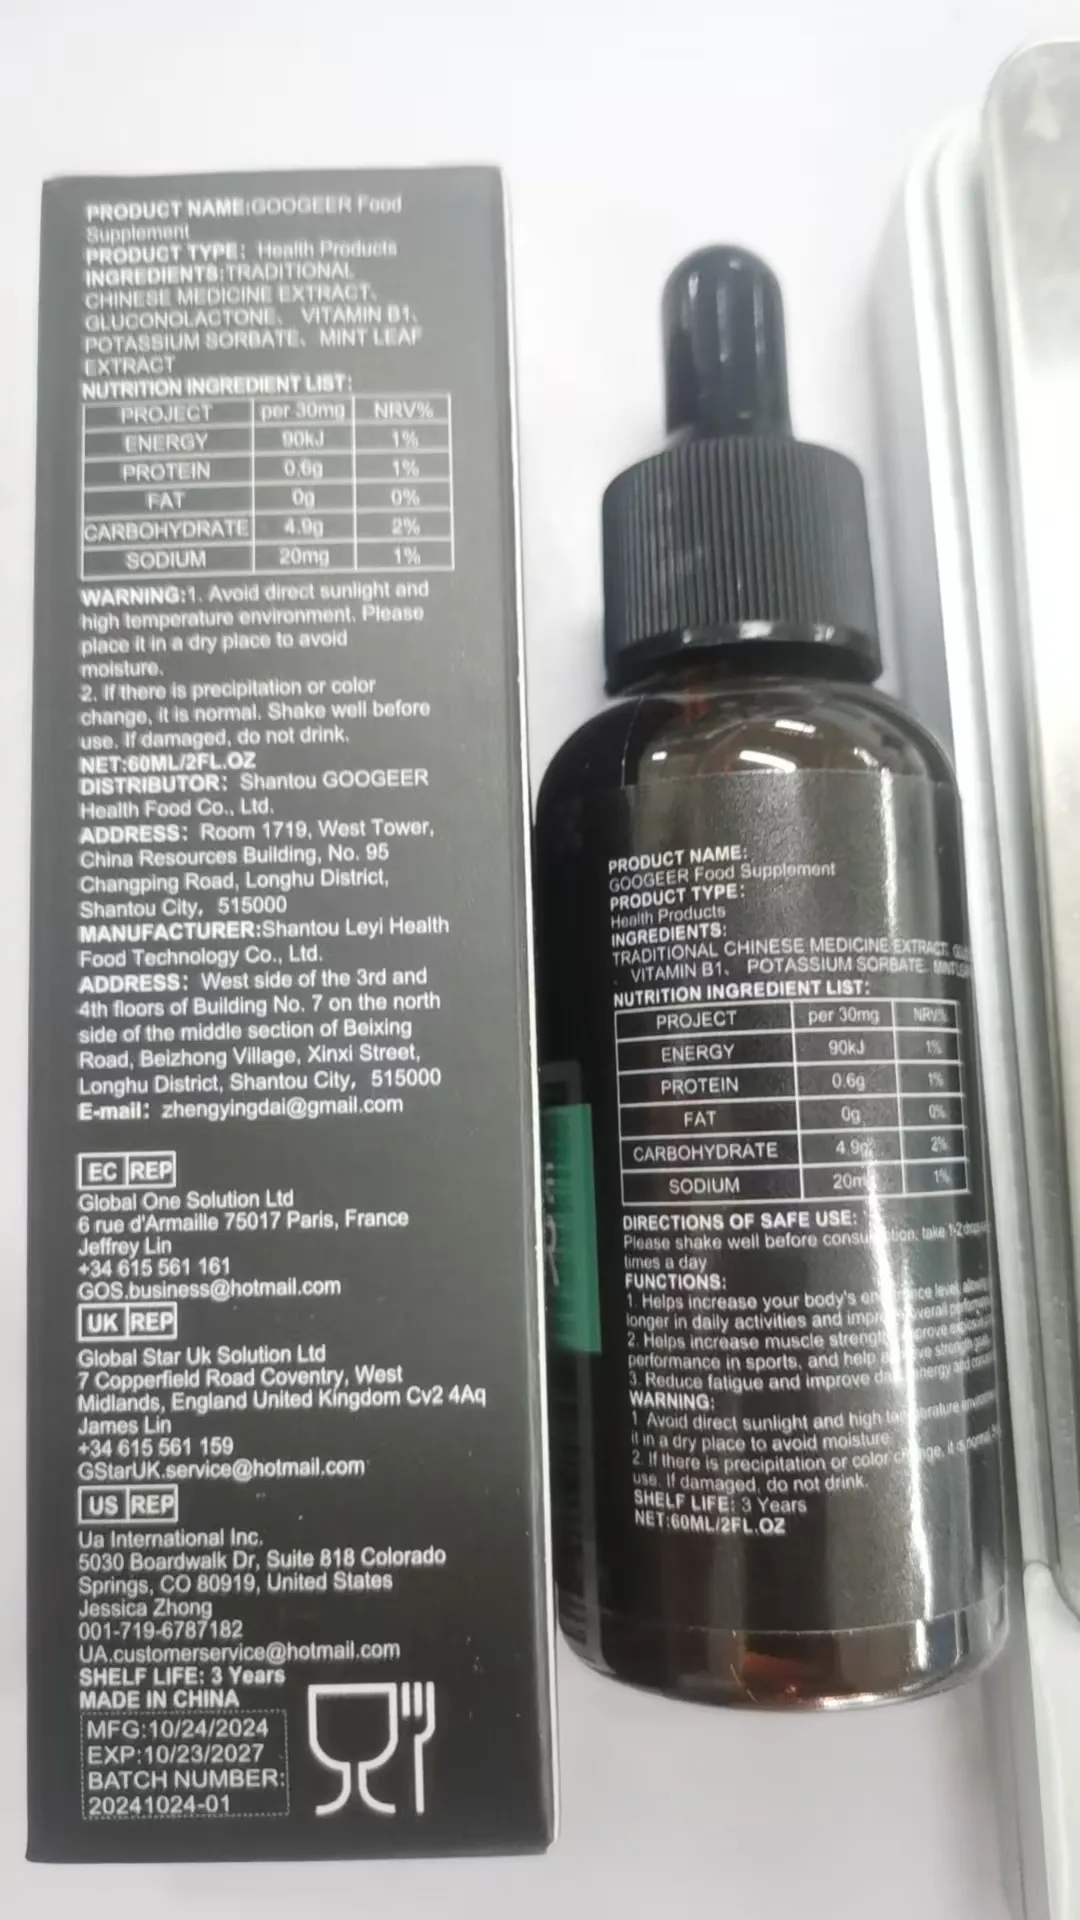 PRODUCT NAME:GOOGEER Food
Supplement
PRODUCT TYPE: Health Products
INGREDIENTS:TRADITIONAL
CHINESE MEDICINE EXTRACT、
GLUCONOLACTONE、 VITAMIN B1、
POTASSIUM SORBATE、 MINT LEAF
EXTRACT
NUTRITION INGREDIENT LIST:
PROJECT per 30mg NRV%
ENERGY 90kJ 1%
PROTEIN 0.6g 1%
FAT 0g 0%
CARBOHYDRATE 4.9g 2%
SODIUM 20mg 1%
WARNING:1. Avoid direct sunlight and
high temperature environment. Please
place it in a dry place to avoid
moisture.
2. If there is precipitation or color
change, it is normal. Shake well before
use. If damaged, do not drink.
NET:60ML/2FL.OZ
DISTRIBUTOR: Shantou GOOGEER
Health Food Co., Ltd.
ADDRESS: Room 1719, West Tower,
China Resources Building, No. 95
Changping Road, Longhu District,
Shantou City, 515000
MANUFACTURER:Shantou Leyi Health
Food Technology Co., Ltd.
ADDRESS: West side of the 3rd and
4th floors of Building No. 7 on the north
side of the middle section of Beixing
Road, Beizhong Village, Xinxi Street,
Longhu District, Shantou City, 515000
E-mail: zhengyingdai@gmail.com
EC REP
Global One Solution Ltd
6 rue d'Armaille 75017 Paris, France
Jeffrey Lin
+34 615 561 161
GOS.business@hotmail.com
UK REP
Global Star Uk Solution Ltd
7 Copperfield Road Coventry, West
Midlands, England United Kingdom Cv2 4Aq
James Lin
+34 615 561 159
GStarUK.service@hotmail.com
US REP
Ua International Inc.
5030 Boardwalk Dr, Suite 818 Colorado
Springs, CO 80919, United States
Jessica Zhong
001-719-6787182
UA.customerservice@hotmail.com
SHELF LIFE: 3 Years
MADE IN CHINA
MFG:10/24/2024
EXP:10/23/2027
BATCH NUMBER:
20241024-01
PRODUCT NAME:
GOOGEER Food Supplement
PRODUCT TYPE:
Health Products
INGREDIENTS:
TRADITIONAL CHINESE MEDICINE EXTRACT、
VITAMIN B1、 POTASSIUM SORBATE、 MINT
NUTRITION INGREDIENT LIST:
PROJECT per 30mg NRV%
ENERGY 90kJ 1%
PROTEIN 0.6g 1%
FAT 0g 0%
CARBOHYDRATE 4.9g 2%
SODIUM 20mg 1%
DIRECTIONS OF SAFE USE:
Please shake well before take 1-2
times a day
FUNCTIONS:
1. Helps increase your body's level,
longer in daily activities and overall
2. Helps increase muscle
performance in sports, and help strength
3. Reduce fatigue and improve energy and
WARNING:
1. Avoid direct sunlight and high
it in a dry place to avoid moisture.
2. If there is precipitation or color it is normal.
use. If damaged, do not drink.
SHELF LIFE: 3 Years
NET:60ML/2FL.OZ